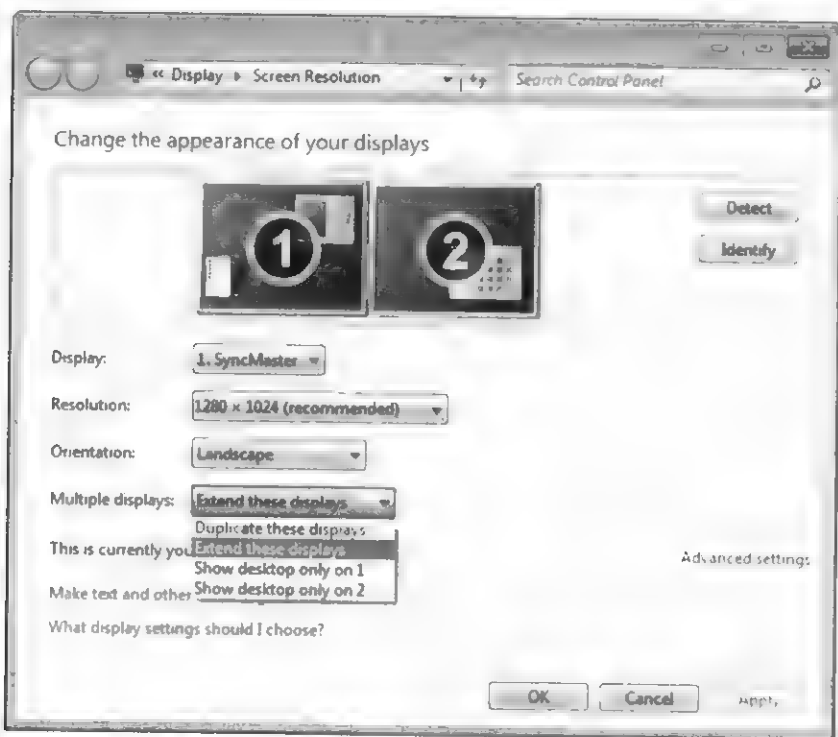 « Display ▸ Screen Resolution
Search Control Panel
Change the appearance of your displays
1
2
Detect
Identify
Display: 1. SyncMaster
Resolution: 1280 × 1024 (recommended)
Orientation: Landscape
Multiple displays: Extend these displays
Duplicate these displays
This is currently you
Extend these displays
Advanced settings
Show desktop only on 1
Make text and other
Show desktop only on 2
What display settings should I choose?
OK
Cancel
Apply